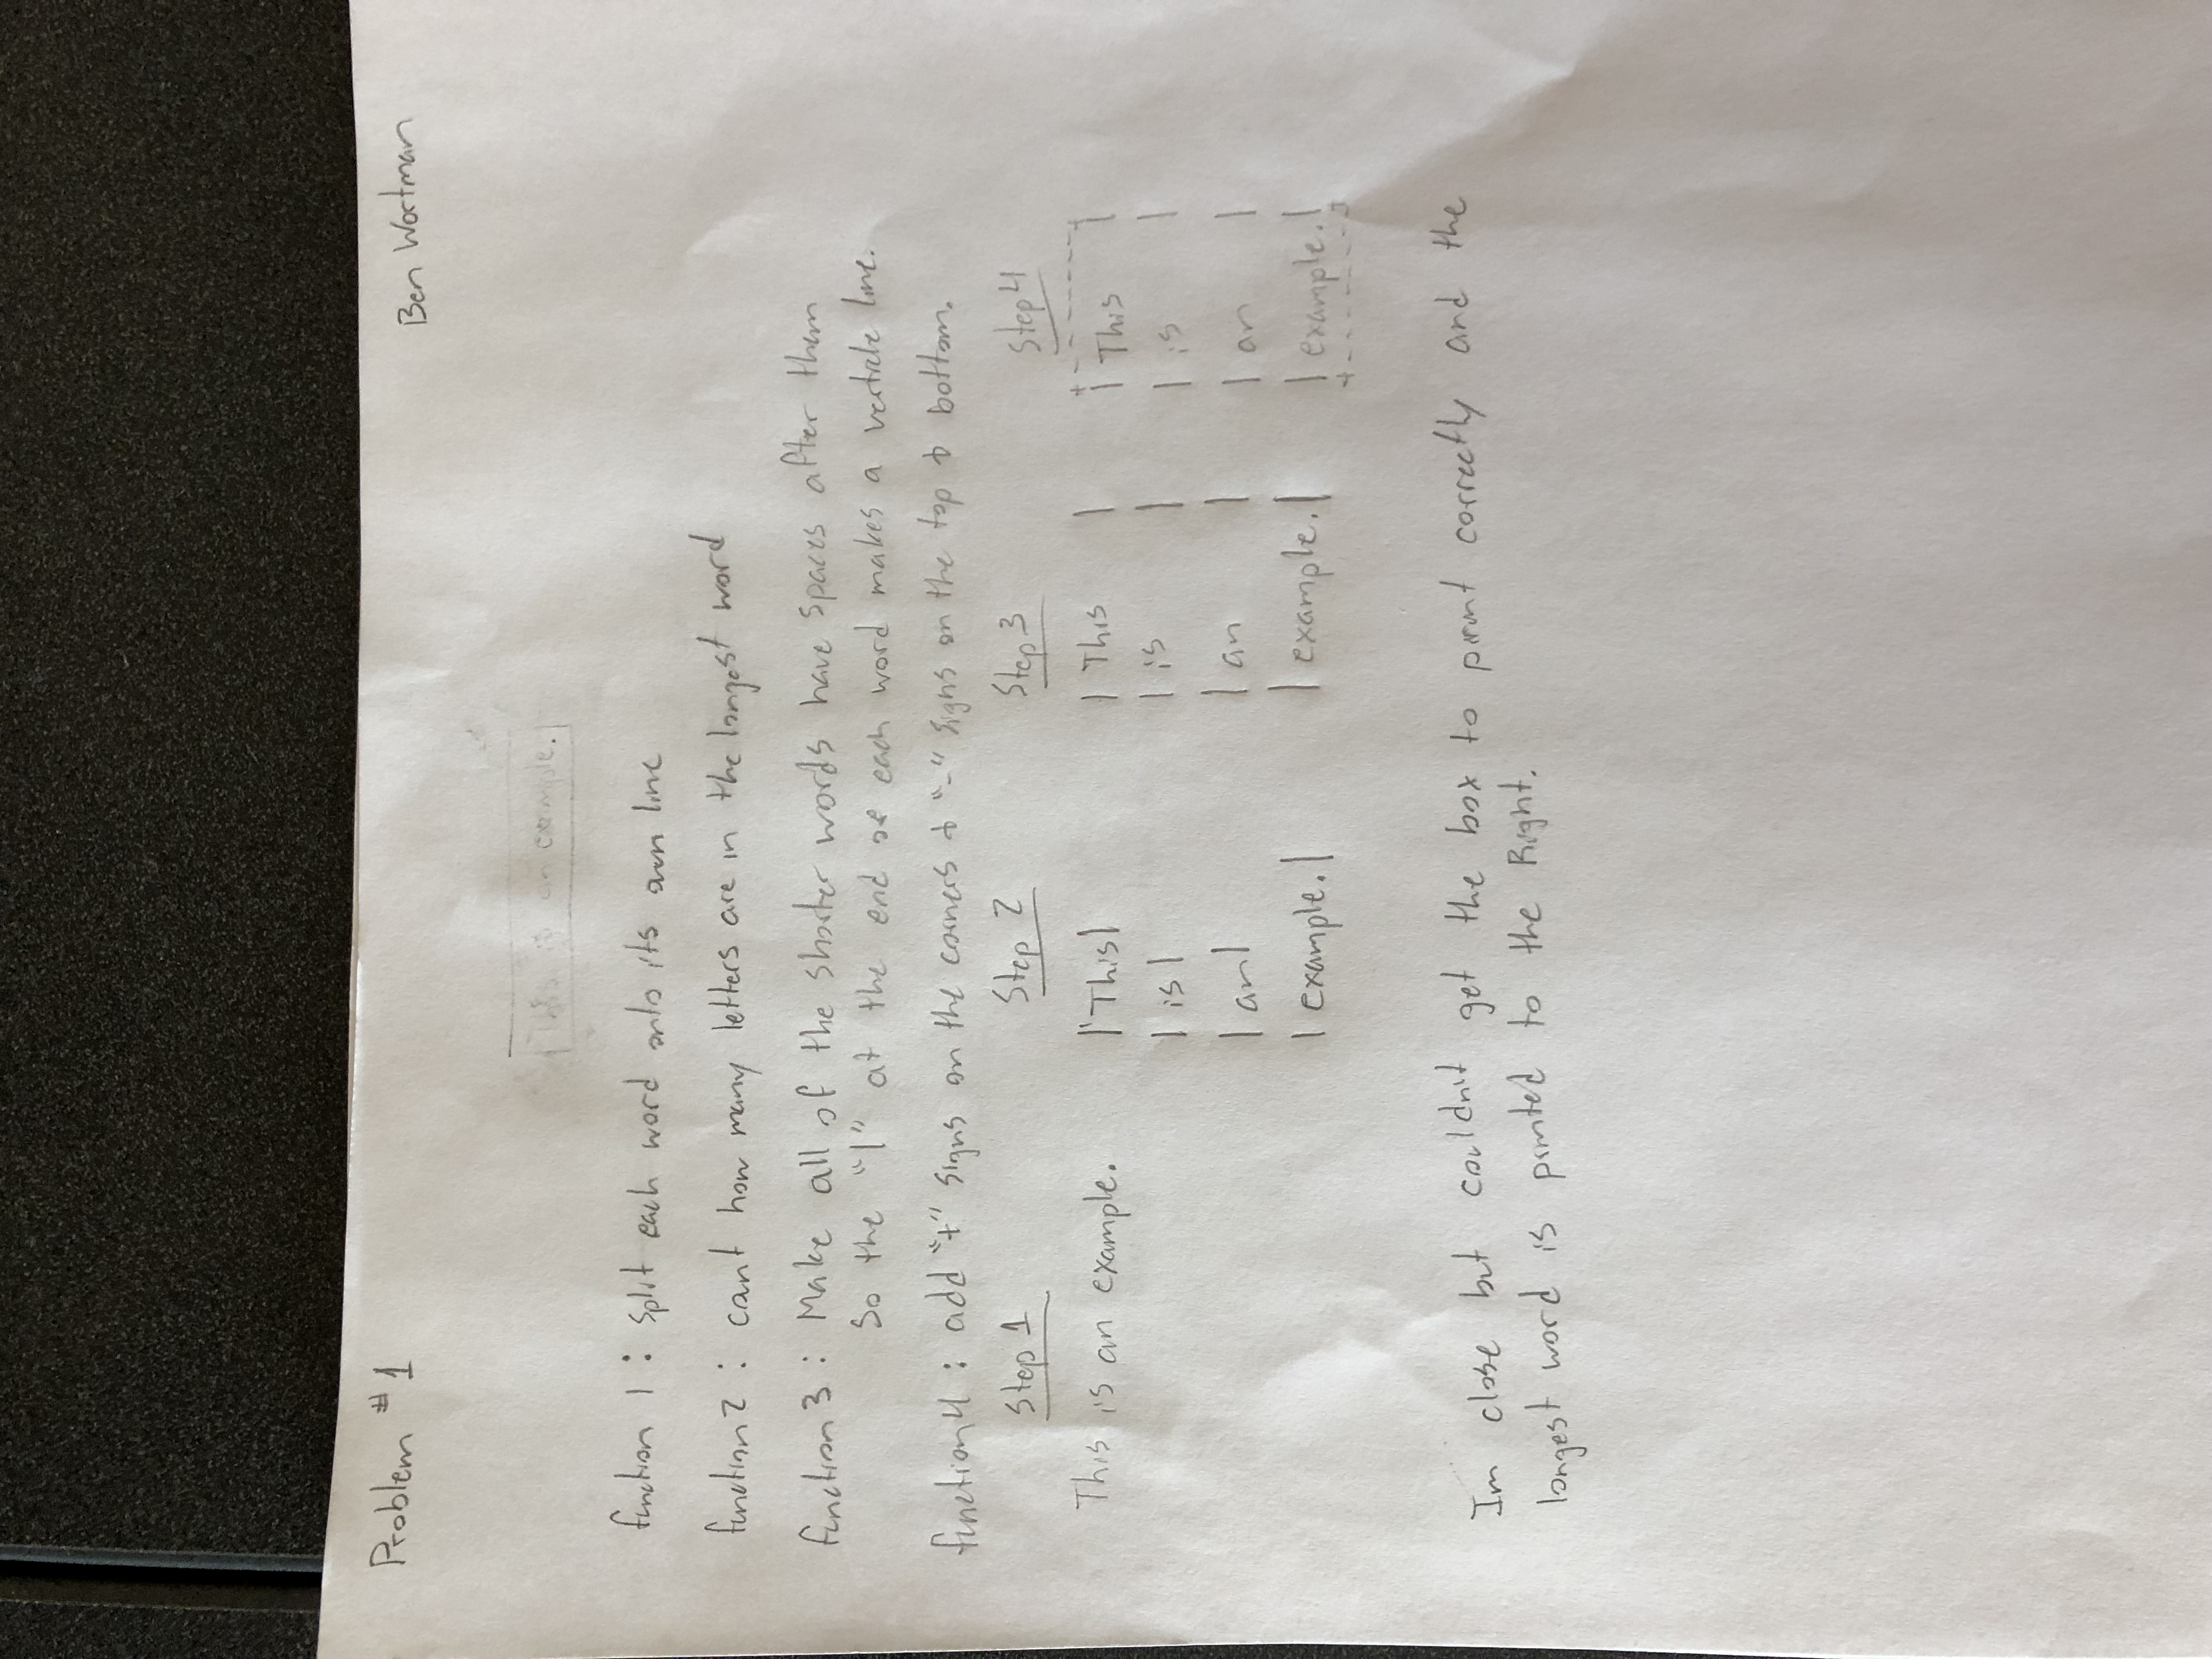 Problem #1
Ben Wortman
This is an example.
function 1 : Split each word onto its own line
function 2 : count how many letters are in the longest word
function 3 : Make all of the shorter words have spaces after them
So the "|" at the end of each word makes a verticle line.
function 4 : add "+" signs on the corners & "-" signs on the top & bottom.
Step 1 Step 2 Step 3 Step 4
+--------+
This is an example. |This| | This | | This |
| is | | is | | is |
| an| | an | | an |
| example.| | example.| | example.|
+--------+
Im close but couldn't get the box to print correctly and the
longest word is printed to the Right.